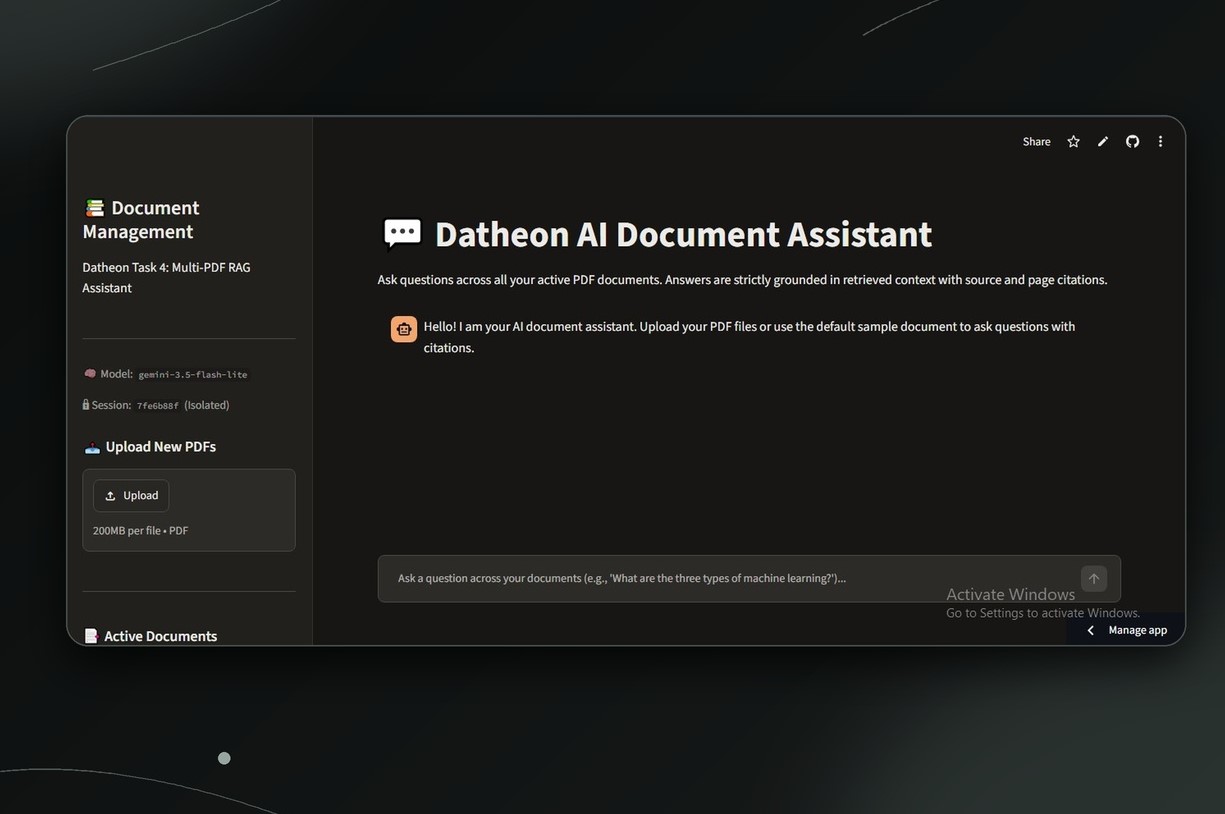 Share
📚 Document
Management
Datheon Task 4: Multi-PDF RAG
Assistant
🧠 Model: gemini-3.5-flash-lite
🔒 Session: 7fe6b88f (Isolated)
📤 Upload New PDFs
Upload
200MB per file • PDF
📑 Active Documents
💬 Datheon AI Document Assistant
Ask questions across all your active PDF documents. Answers are strictly grounded in retrieved context with source and page citations.
Hello! I am your AI document assistant. Upload your PDF files or use the default sample document to ask questions with
citations.
Ask a question across your documents (e.g., 'What are the three types of machine learning?')...
Activate Windows
Go to Settings to activate Windows.
Manage app